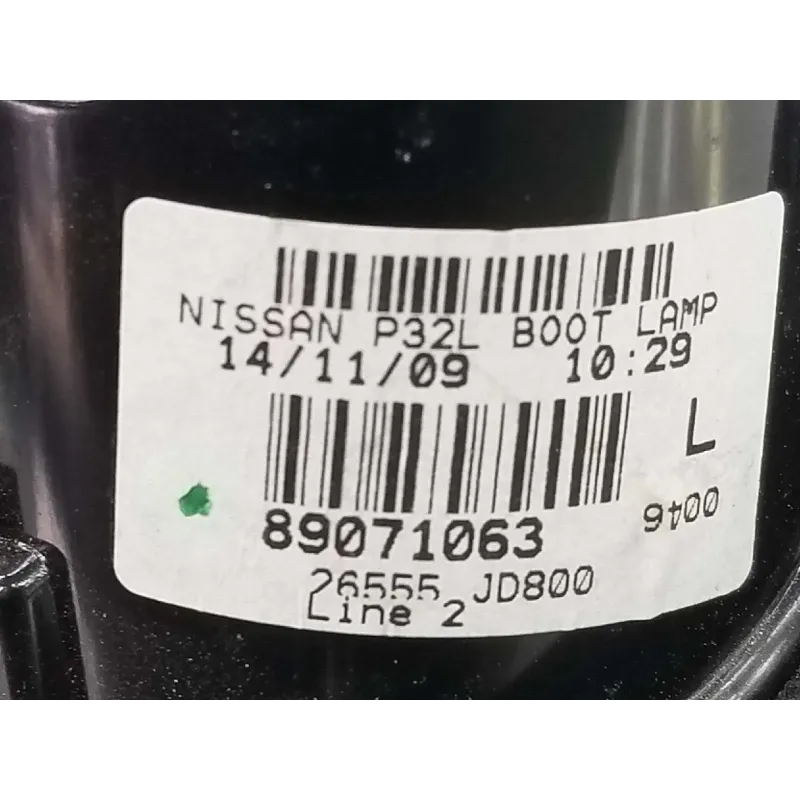 NISSAN P32L BOOT LAMP
14/11/09 10:29
L
89071063
0046
26555 JD800
Line 2